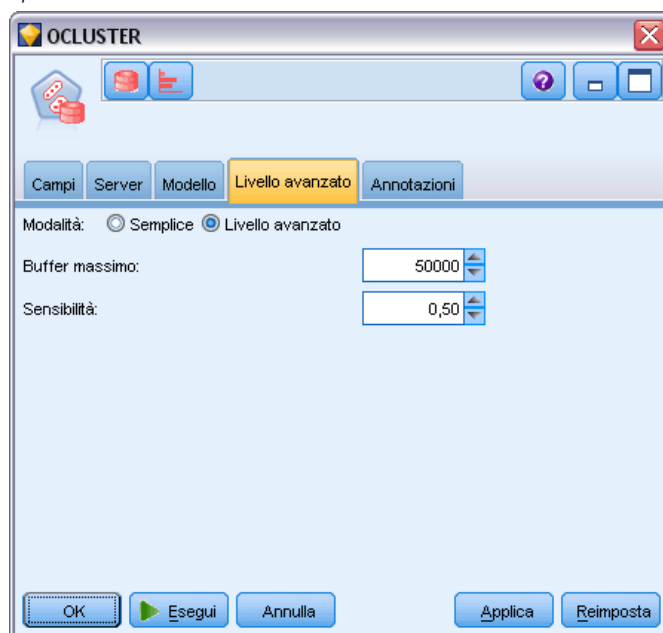 OCLUSTER
Campi Server Modello Livello avanzato Annotazioni
Modalità: Semplice Livello avanzato
Buffer massimo: 50000
Sensibilità: 0,50
OK Esegui Annulla Applica Reimposta